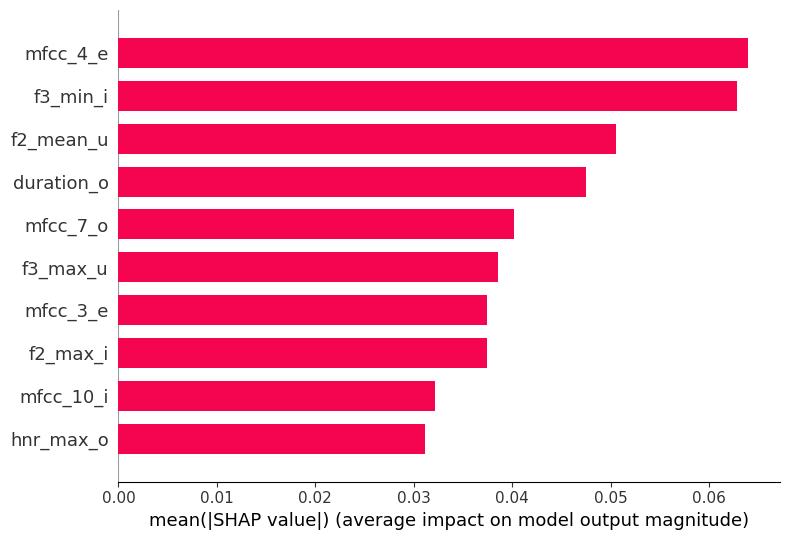 mfcc_4_e
f3_min_i
f2_mean_u
duration_o
mfcc_7_o
f3_max_u
mfcc_3_e
f2_max_i
mfcc_10_i
hnr_max_o
0.00 0.01 0.02 0.03 0.04 0.05 0.06
mean(|SHAP value|) (average impact on model output magnitude)